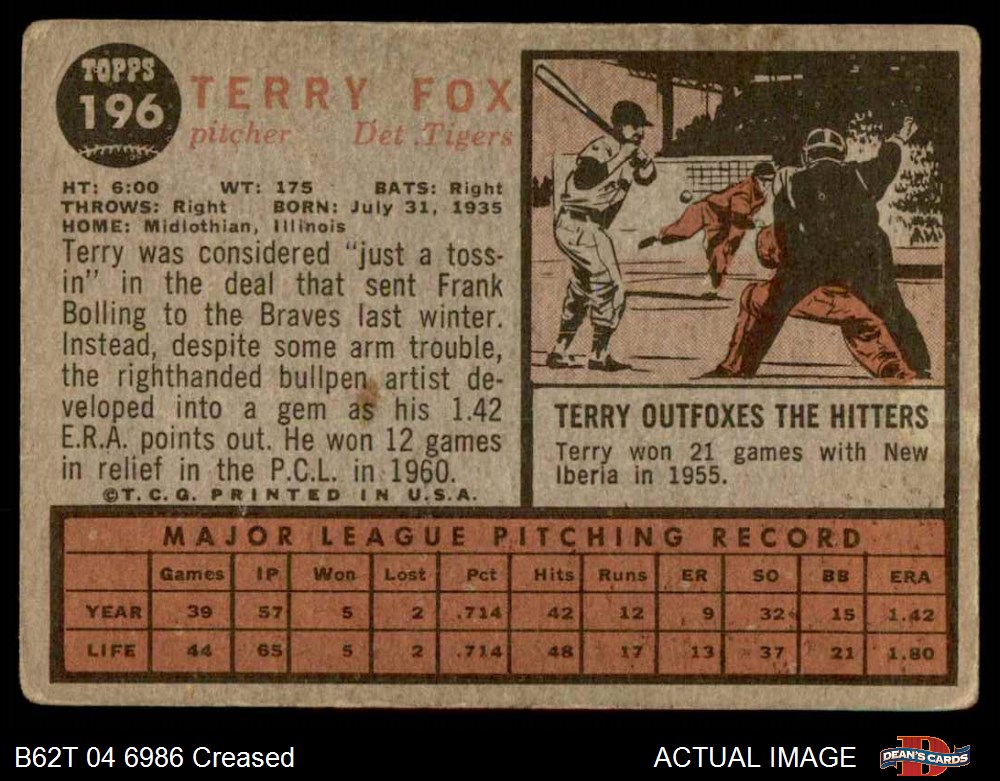 TOPPS
196
TERRY FOX
pitcher Det. Tigers
HT: 6:00 WT: 175 BATS: Right
THROWS: Right BORN: July 31, 1935
HOME: Midlothian, Illinois
Terry was considered "just a toss-
in" in the deal that sent Frank
Bolling to the Braves last winter.
Instead, despite some arm trouble,
the righthanded bullpen artist de-
veloped into a gem as his 1.42
E.R.A. points out. He won 12 games
in relief in the P.C.L. in 1960.
©T.C.G. PRINTED IN U.S.A.
TERRY OUTFOXES THE HITTERS
Terry won 21 games with New
Iberia in 1955.
MAJOR LEAGUE PITCHING RECORD
Games IP Won Lost Pct Hits Runs ER SO BB ERA
YEAR 39 57 5 2 .714 42 12 9 32 15 1.42
LIFE 44 65 5 2 .714 48 17 13 37 21 1.80
B62T 04 6986 Creased
ACTUAL IMAGE
DEAN'S CARDS